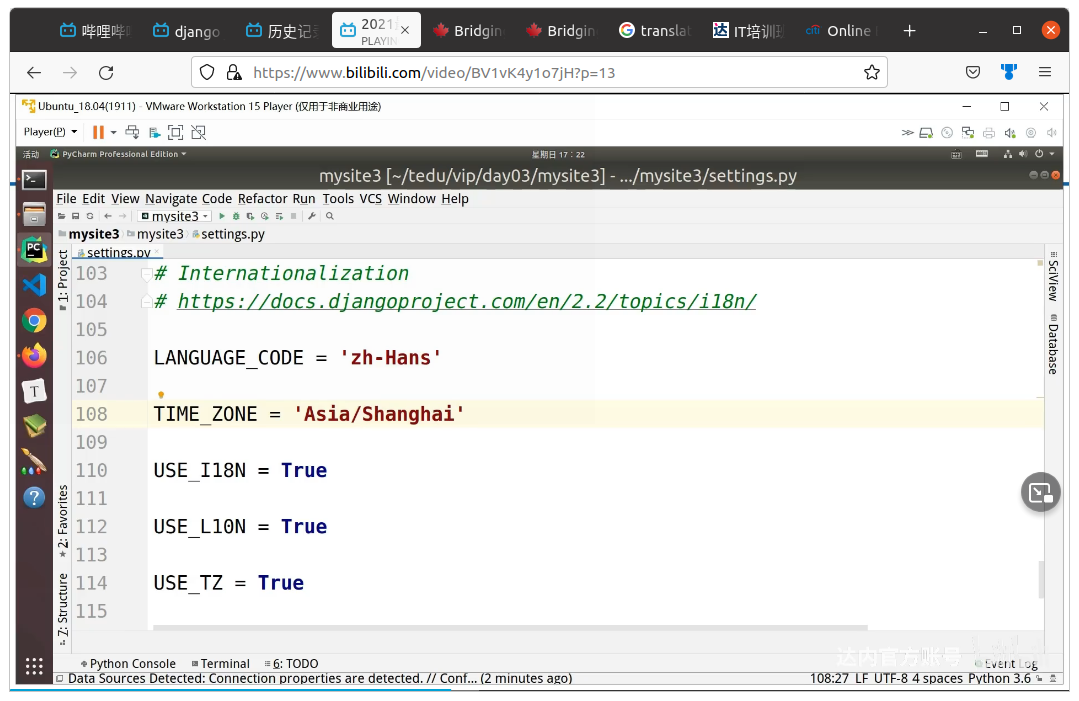 哔哩哔哩
django
历史记录
2021
PLAYIN
Bridgin
Bridgin
translat
IT培训班
Online
https://www.bilibili.com/video/BV1vK4y1o7jH?p=13
Ubuntu_18.04(1911) - VMware Workstation 15 Player (仅用于非商业用途)
Player(P)
活动 PyCharm Professional Edition 星期日 17：22
mysite3 [~/tedu/vip/day03/mysite3] - .../mysite3/settings.py
File Edit View Navigate Code Refactor Run Tools VCS Window Help
mysite3
mysite3 mysite3 settings.py
settings.py
1: Project
2: Favorites
Z: Structure
SciView
Database
103 # Internationalization
104 # https://docs.djangoproject.com/en/2.2/topics/i18n/
105
106 LANGUAGE_CODE = 'zh-Hans'
107
108 TIME_ZONE = 'Asia/Shanghai'
109
110 USE_I18N = True
111
112 USE_L10N = True
113
114 USE_TZ = True
115
达内官方账号
Python Console Terminal 6: TODO Event Log
Data Sources Detected: Connection properties are detected. // Conf... (2 minutes ago) 108:27 LF UTF-8 4 spaces Python 3.6